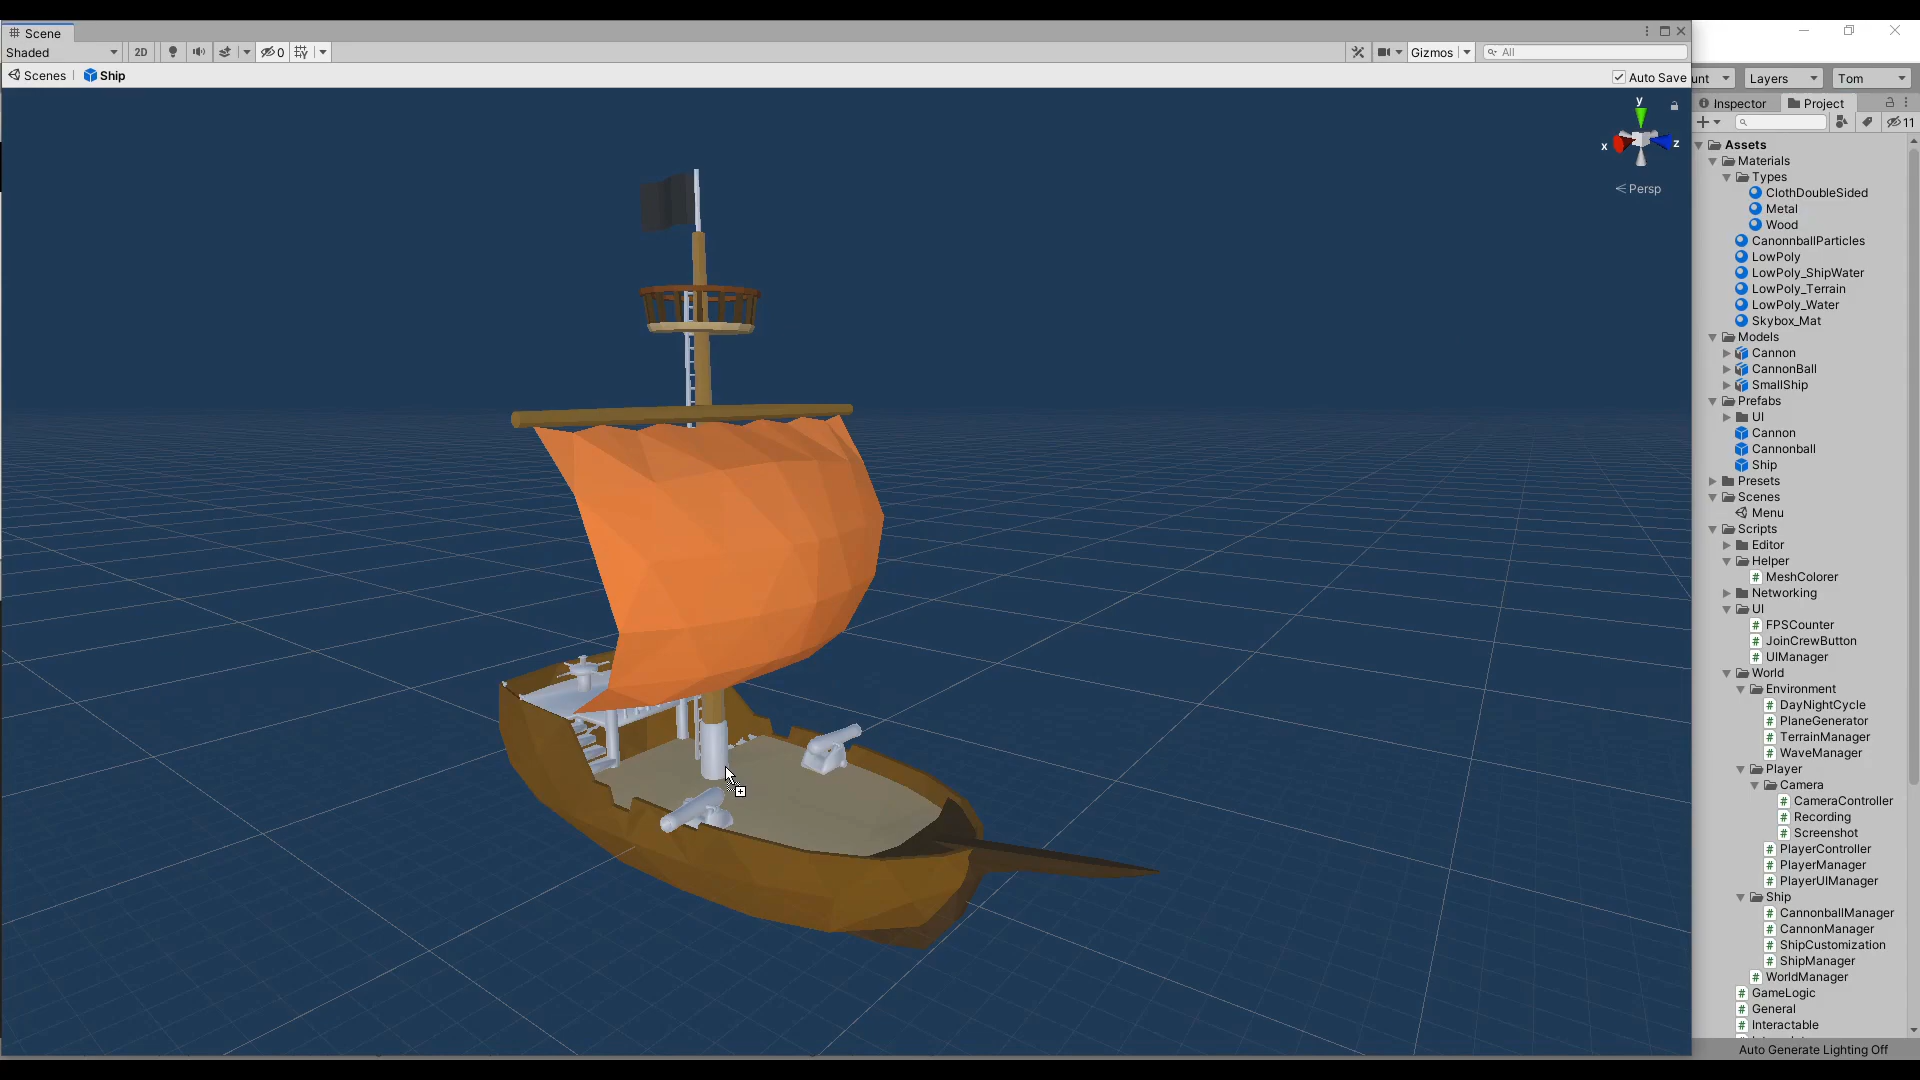 Scene
Shaded
2D
0
Gizmos
All
Scenes
Ship
Auto Save
unt
Layers
Tom
Inspector
Project
11
y
x
z
Persp
Assets
Materials
Types
ClothDoubleSided
Metal
Wood
CanonnballParticles
LowPoly
LowPoly_ShipWater
LowPoly_Terrain
LowPoly_Water
Skybox_Mat
Models
Cannon
CannonBall
SmallShip
Prefabs
UI
Cannon
Cannonball
Ship
Presets
Scenes
Menu
Scripts
Editor
Helper
MeshColorer
Networking
UI
FPSCounter
JoinCrewButton
UIManager
World
Environment
DayNightCycle
PlaneGenerator
TerrainManager
WaveManager
Player
Camera
CameraController
Recording
Screenshot
PlayerController
PlayerManager
PlayerUIManager
Ship
CannonballManager
CannonManager
ShipCustomization
ShipManager
WorldManager
GameLogic
General
Interactable
Auto Generate Lighting Off